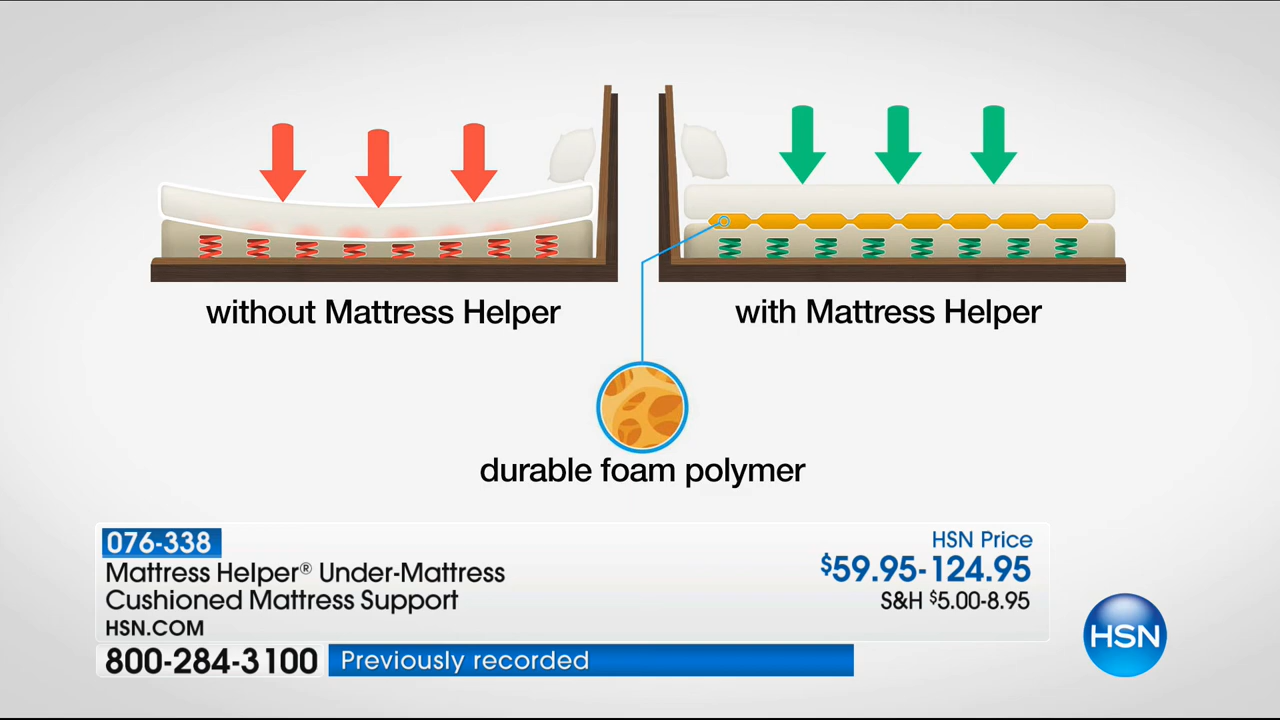 without Mattress Helper
with Mattress Helper
durable foam polymer
076-338
Mattress Helper® Under-Mattress
Cushioned Mattress Support
HSN.COM
HSN Price
$59.95-124.95
S&H $5.00-8.95
800-284-3100
Previously recorded
HSN